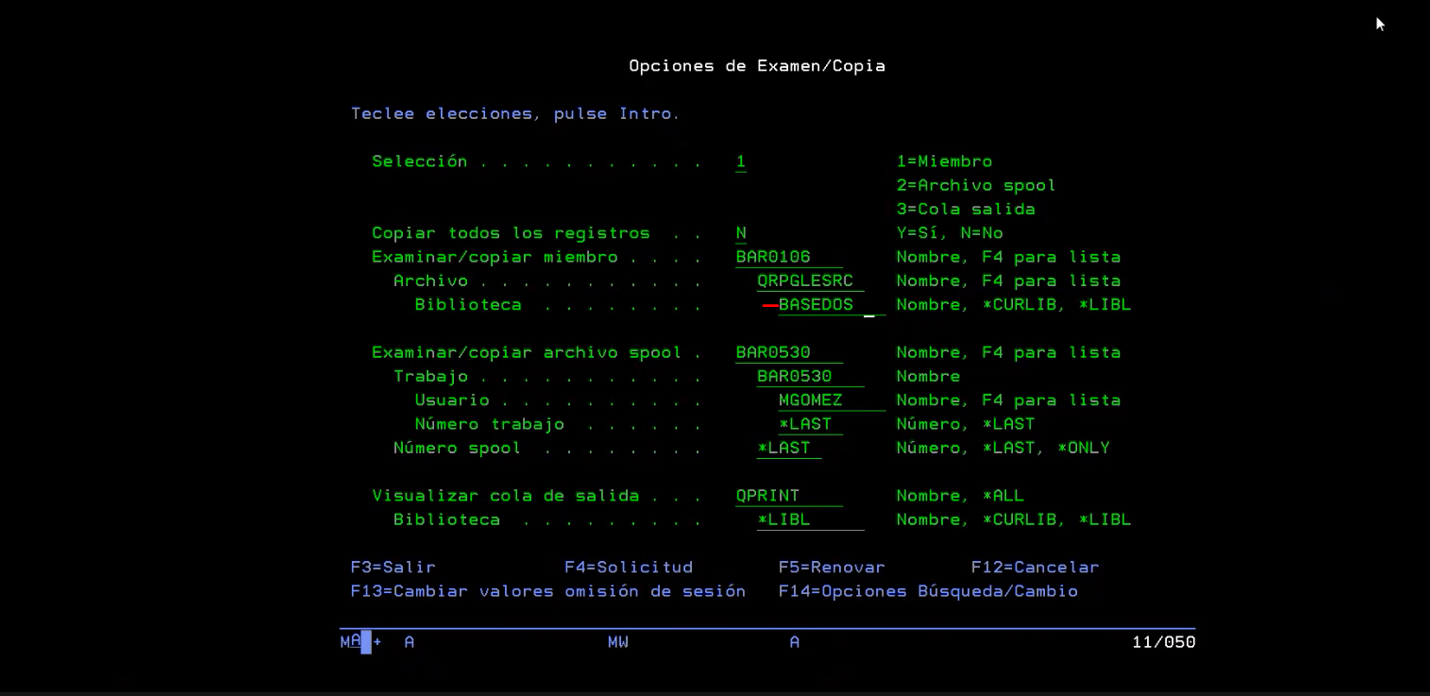 Opciones de Examen/Copia
Teclee elecciones, pulse Intro.
Selección . . . . . . . . . . . 1 1=Miembro
2=Archivo spool
3=Cola salida
Copiar todos los registros . . N Y=Sí, N=No
Examinar/copiar miembro . . . . BAR0106 Nombre, F4 para lista
Archivo . . . . . . . . . . . QRPGLESRC Nombre, F4 para lista
Biblioteca . . . . . . . . BASEDOS Nombre, *CURLIB, *LIBL
Examinar/copiar archivo spool . BAR0530 Nombre, F4 para lista
Trabajo . . . . . . . . . . . BAR0530 Nombre
Usuario . . . . . . . . . . MGOMEZ Nombre, F4 para lista
Número trabajo . . . . . . *LAST Número, *LAST
Número spool . . . . . . . . *LAST Número, *LAST, *ONLY
Visualizar cola de salida . . . QPRINT Nombre, *ALL
Biblioteca . . . . . . . . . *LIBL Nombre, *CURLIB, *LIBL
F3=Salir F4=Solicitud F5=Renovar F12=Cancelar
F13=Cambiar valores omisión de sesión F14=Opciones Búsqueda/Cambio
MA + A MW A 11/050